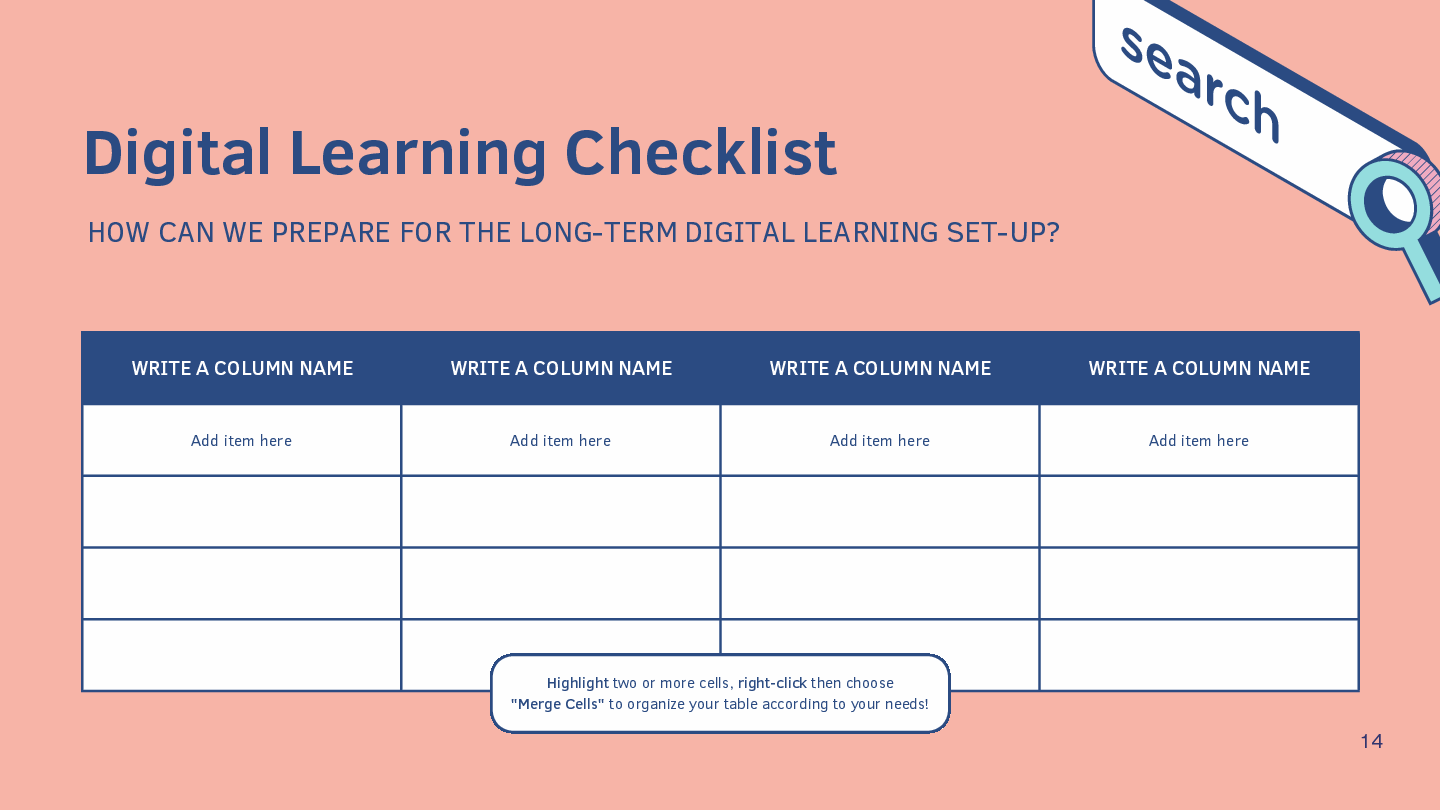 search
Digital Learning Checklist
HOW CAN WE PREPARE FOR THE LONG-TERM DIGITAL LEARNING SET-UP?
WRITE A COLUMN NAME WRITE A COLUMN NAME WRITE A COLUMN NAME WRITE A COLUMN NAME
Add item here Add item here Add item here Add item here
Highlight two or more cells, right-click then choose
"Merge Cells" to organize your table according to your needs!
14